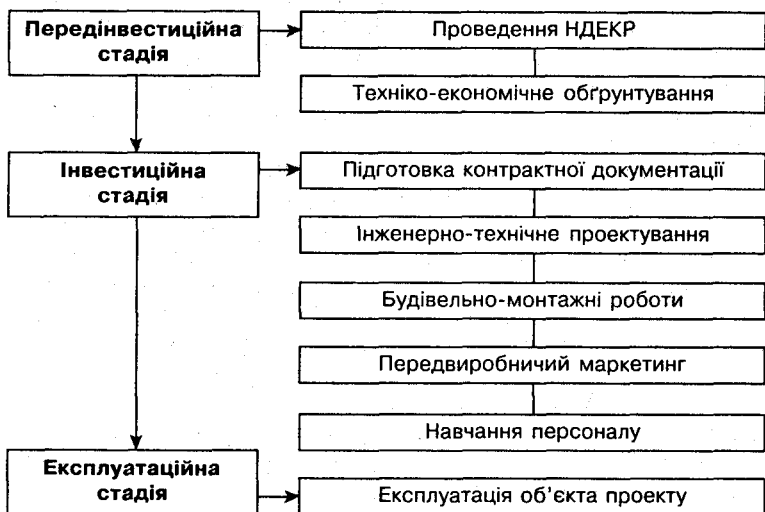 Передінвестиційна
стадія
Проведення НДЕКР
Техніко-економічне обґрунтування
Інвестиційна
стадія
Підготовка контрактної документації
Інженерно-технічне проектування
Будівельно-монтажні роботи
Передвиробничий маркетинг
Навчання персоналу
Експлуатаційна
стадія
Експлуатація об'єкта проекту